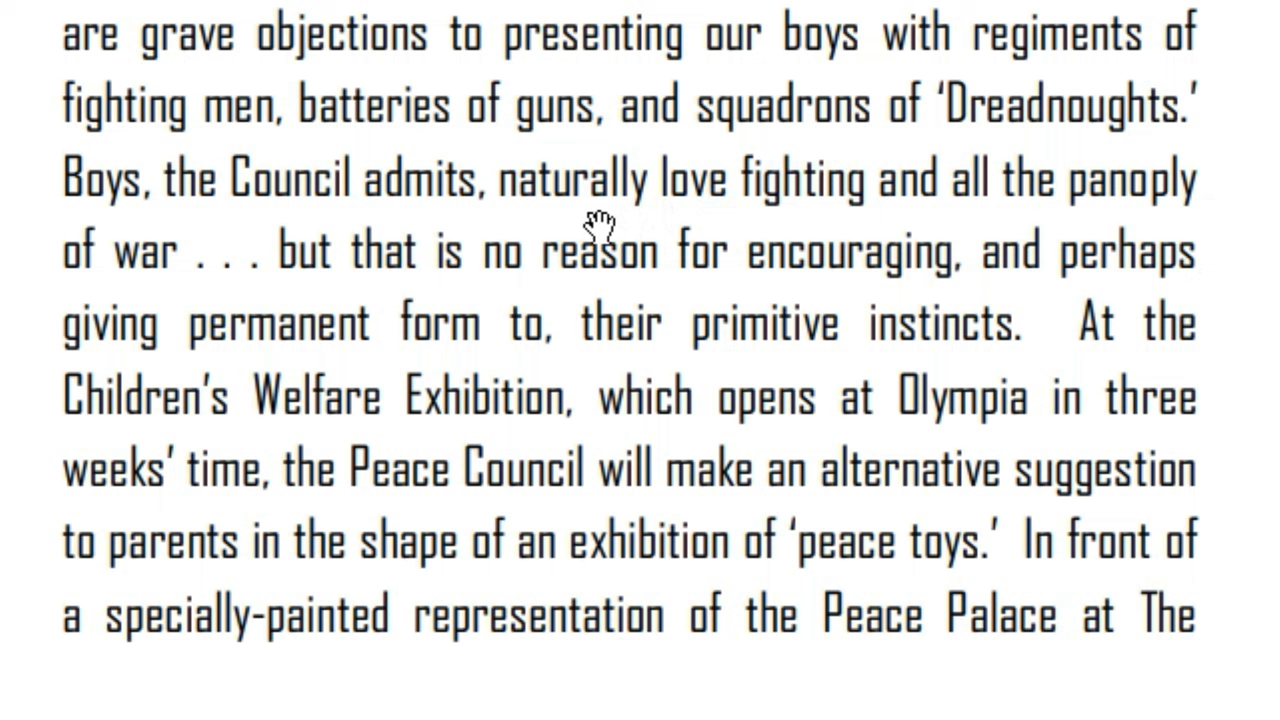 are grave objections to presenting our boys with regiments of
fighting men, batteries of guns, and squadrons of ‘Dreadnoughts.’
Boys, the Council admits, naturally love fighting and all the panoply
of war . . . but that is no reason for encouraging, and perhaps
giving permanent form to, their primitive instincts.  At the
Children’s Welfare Exhibition, which opens at Olympia in three
weeks’ time, the Peace Council will make an alternative suggestion
to parents in the shape of an exhibition of ‘peace toys.’  In front of
a specially-painted representation of the Peace Palace at The